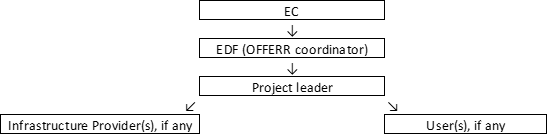 EC
EDF (OFFERR coordinator)
Project leader
Infrastructure Provider(s), if any
User(s), if any